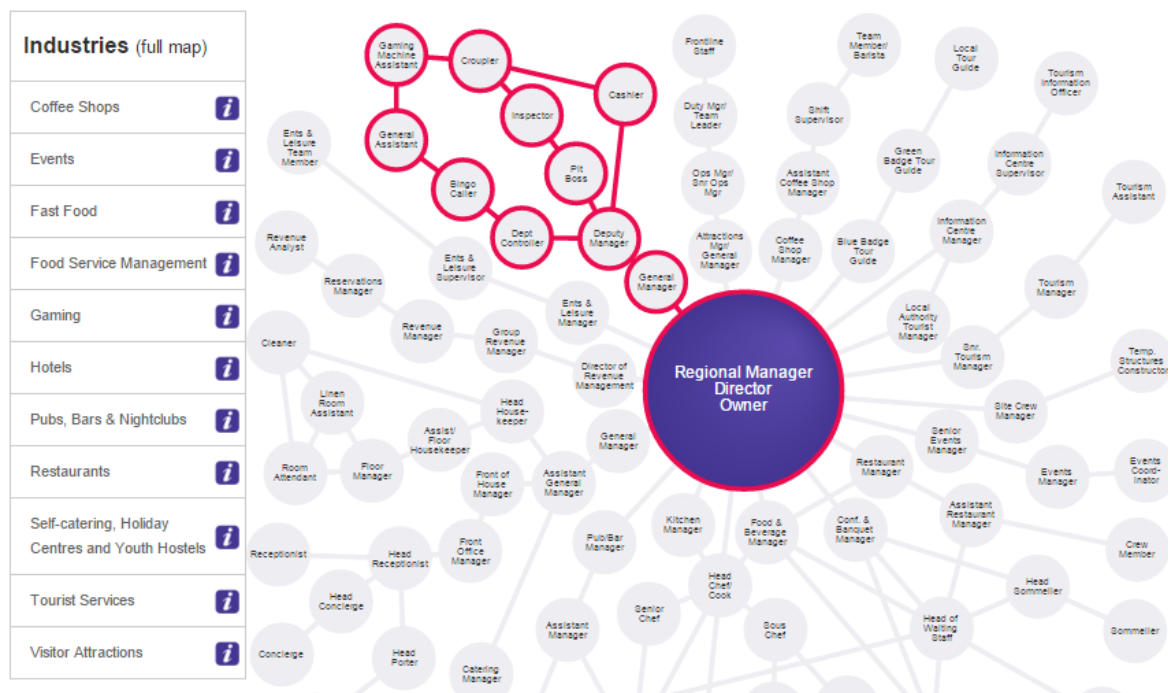 Industries (full map)
Coffee Shops
Events
Fast Food
Food Service Management
Gaming
Hotels
Pubs, Bars & Nightclubs
Restaurants
Self-catering, Holiday
Centres and Youth Hostels
Tourist Services
Visitor Attractions
Gaming
Machine
Assistant
Croupier
Cashier
Inspector
General
Assistant
Pit
Boss
Bingo
Caller
Dept
Controller
Deputy
Manager
General
Manager
Regional Manager
Director
Owner
Frontline
Staff
Duty Mgr/
Team
Leader
Ops Mgr/
Snr Ops
Mgr
Attractions
Mgr/
General
Manager
Team
Member/
Barista
Shift
Supervisor
Assistant
Coffee Shop
Manager
Coffee
Shop
Manager
Local
Tour
Guide
Green
Badge Tour
Guide
Blue Badge
Tour
Guide
Tourism
Information
Officer
Information
Centre
Supervisor
Information
Centre
Manager
Local
Authority
Tourist
Manager
Tourism
Assistant
Tourism
Manager
Snr.
Tourism
Manager
Temp.
Structures
Constructor
Site Crew
Manager
Senior
Events
Manager
Events
Manager
Events
Coord-
inator
Restaurant
Manager
Assistant
Restaurant
Manager
Crew
Member
Conf. &
Banquet
Manager
Head
Sommelier
Sommelier
Head of
Waiting
Staff
Food &
Beverage
Manager
Kitchen
Manager
Head
Chef/
Cook
Senior
Chef
Sous
Chef
Pub/Bar
Manager
Assistant
Manager
Ents &
Leisure
Team
Member
Ents &
Leisure
Supervisor
Ents &
Leisure
Manager
Revenue
Analyst
Reservations
Manager
Revenue
Manager
Group
Revenue
Manager
Director of
Revenue
Management
Cleaner
Linen
Room
Assistant
Room
Attendant
Floor
Manager
Assist/
Floor
Housekeeper
Head
House-
keeper
General
Manager
Assistant
General
Manager
Front of
House
Manager
Front
Office
Manager
Head
Receptionist
Receptionist
Head
Concierge
Concierge
Head
Porter
Catering
Manager